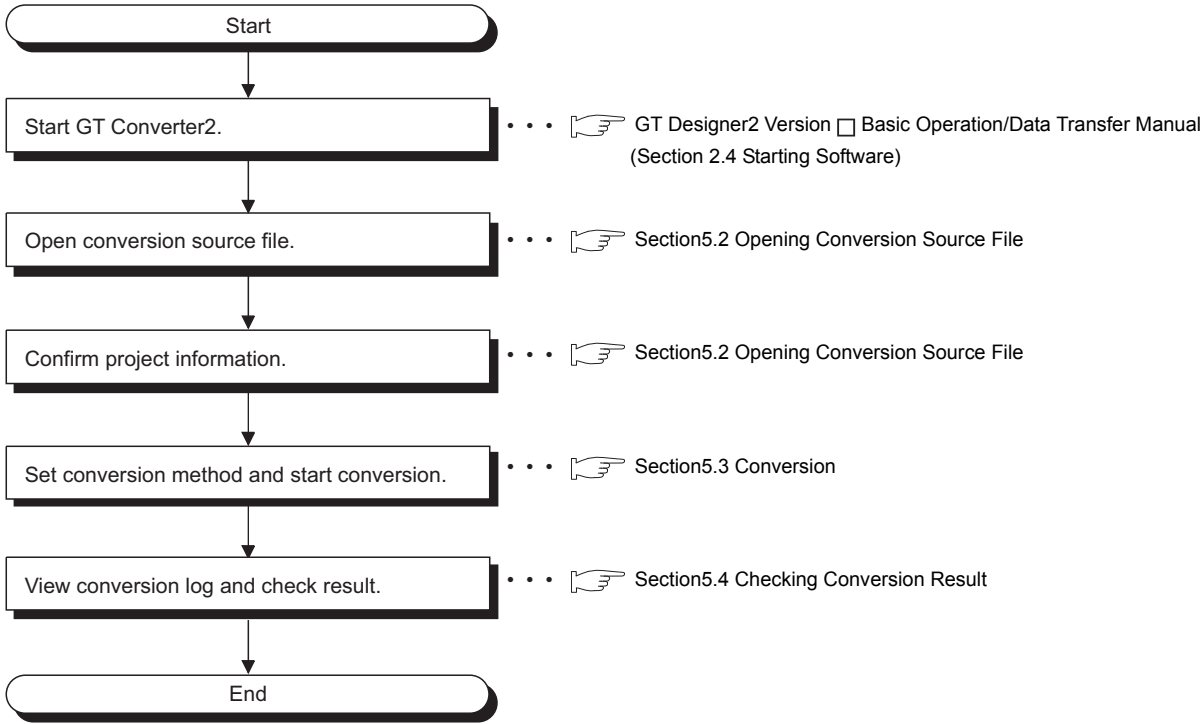 Start
Start GT Converter2.
• • • GT Designer2 Version □ Basic Operation/Data Transfer Manual
(Section 2.4 Starting Software)
Open conversion source file.
• • • Section5.2 Opening Conversion Source File
Confirm project information.
• • • Section5.2 Opening Conversion Source File
Set conversion method and start conversion.
• • • Section5.3 Conversion
View conversion log and check result.
• • • Section5.4 Checking Conversion Result
End